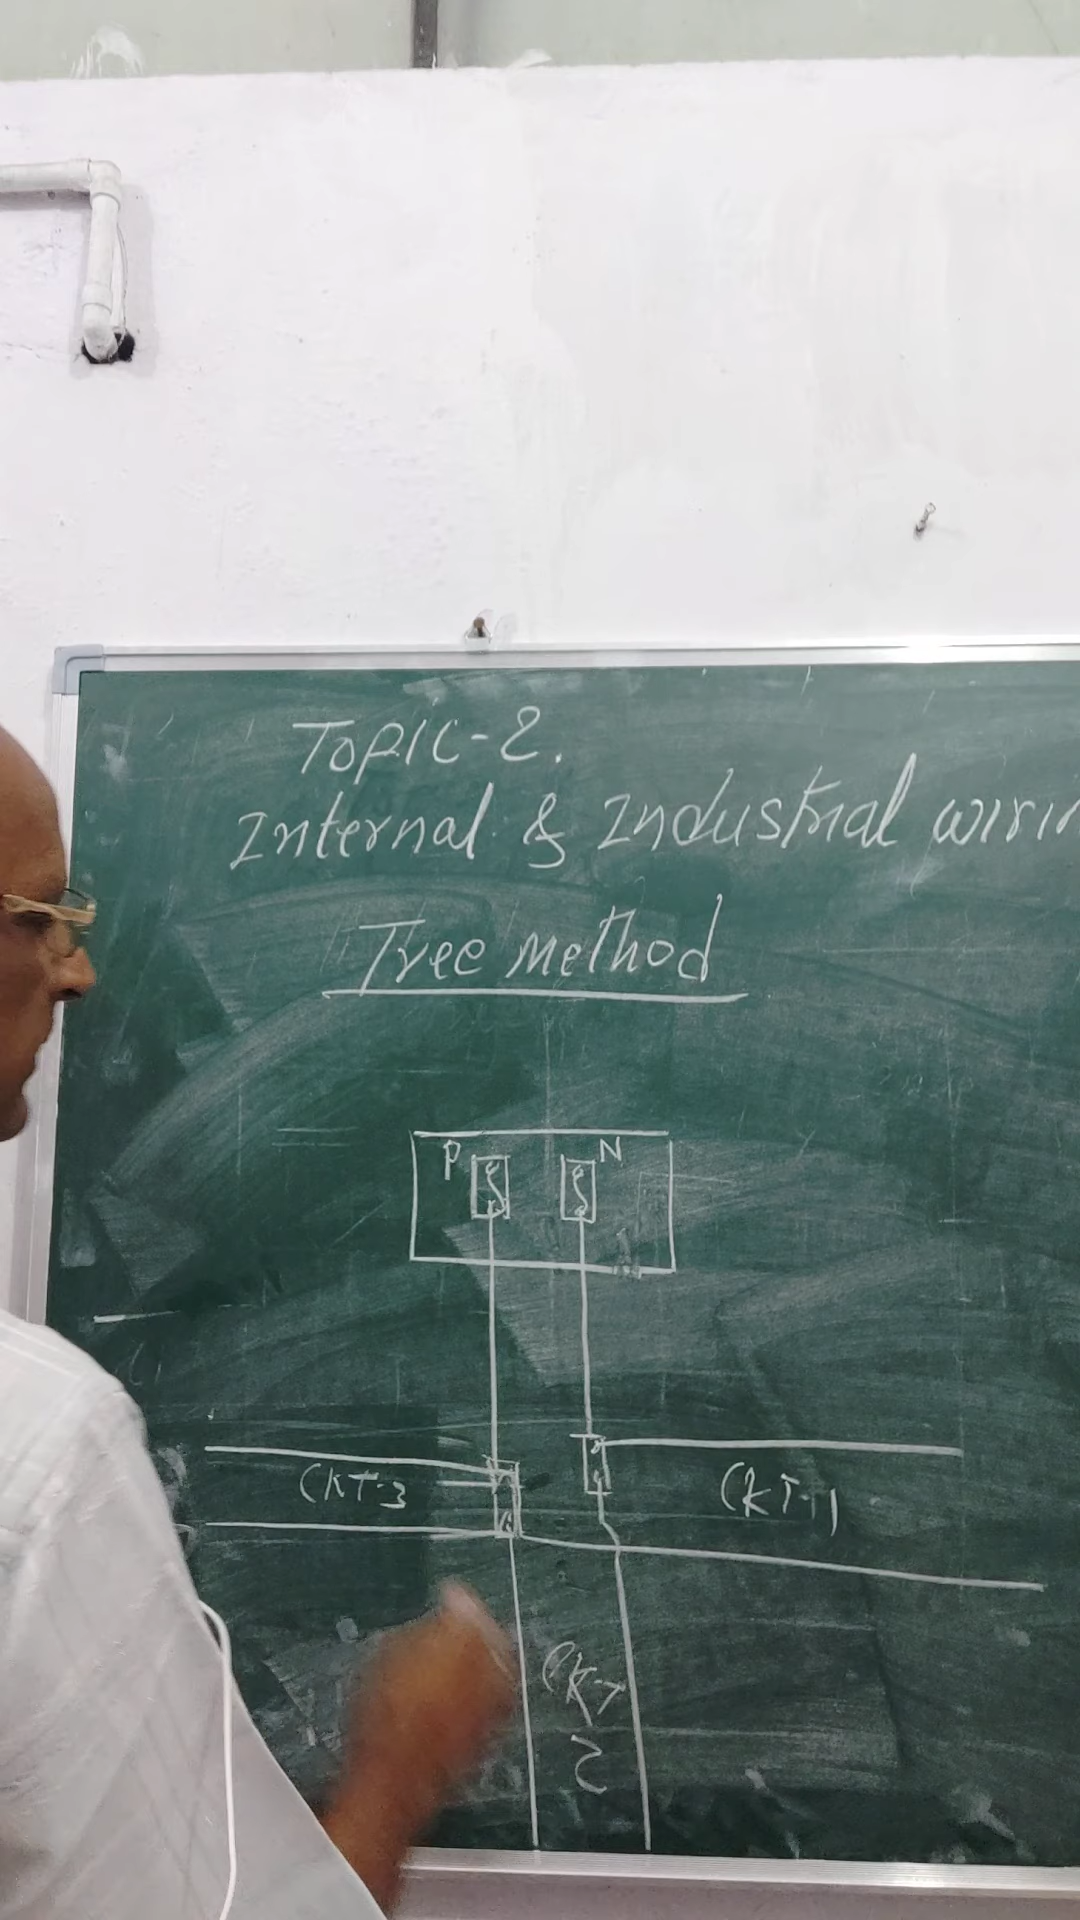 TOPIC-2.
Internal & Industrial wirin
Tree Method
P N
CKT-3 CKT-1
CKT
2